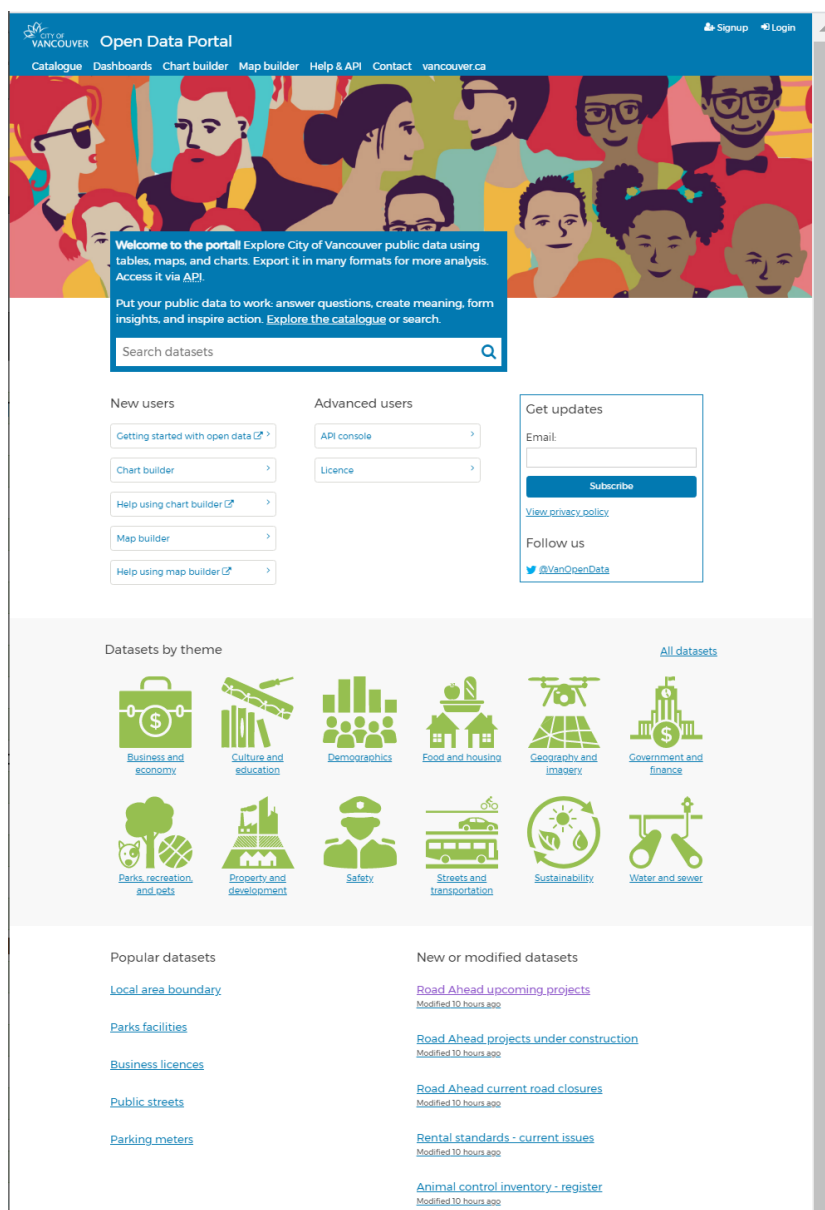 CITY OF
VANCOUVER
Open Data Portal
Signup Login
Catalogue Dashboards Chart builder Map builder Help & API Contact vancouver.ca
Welcome to the portal! Explore City of Vancouver public data using
tables, maps, and charts. Export it in many formats for more analysis.
Access it via API.
Put your public data to work: answer questions, create meaning, form
insights, and inspire action. Explore the catalogue or search.
Search datasets
New users
Getting started with open data
Chart builder
Help using chart builder
Map builder
Help using map builder
Advanced users
API console
Licence
Get updates
Email:
Subscribe
View privacy policy
Follow us
@VanOpenData
Datasets by theme
All datasets
Business and
economy
Culture and
education
Demographics
Food and housing
Geography and
imagery
Government and
finance
Parks, recreation,
and pets
Property and
development
Safety
Streets and
transportation
Sustainability
Water and sewer
Popular datasets
Local area boundary
Parks facilities
Business licences
Public streets
Parking meters
New or modified datasets
Road Ahead upcoming projects
Modified 10 hours ago
Road Ahead projects under construction
Modified 10 hours ago
Road Ahead current road closures
Modified 10 hours ago
Rental standards - current issues
Modified 10 hours ago
Animal control inventory - register
Modified 10 hours ago